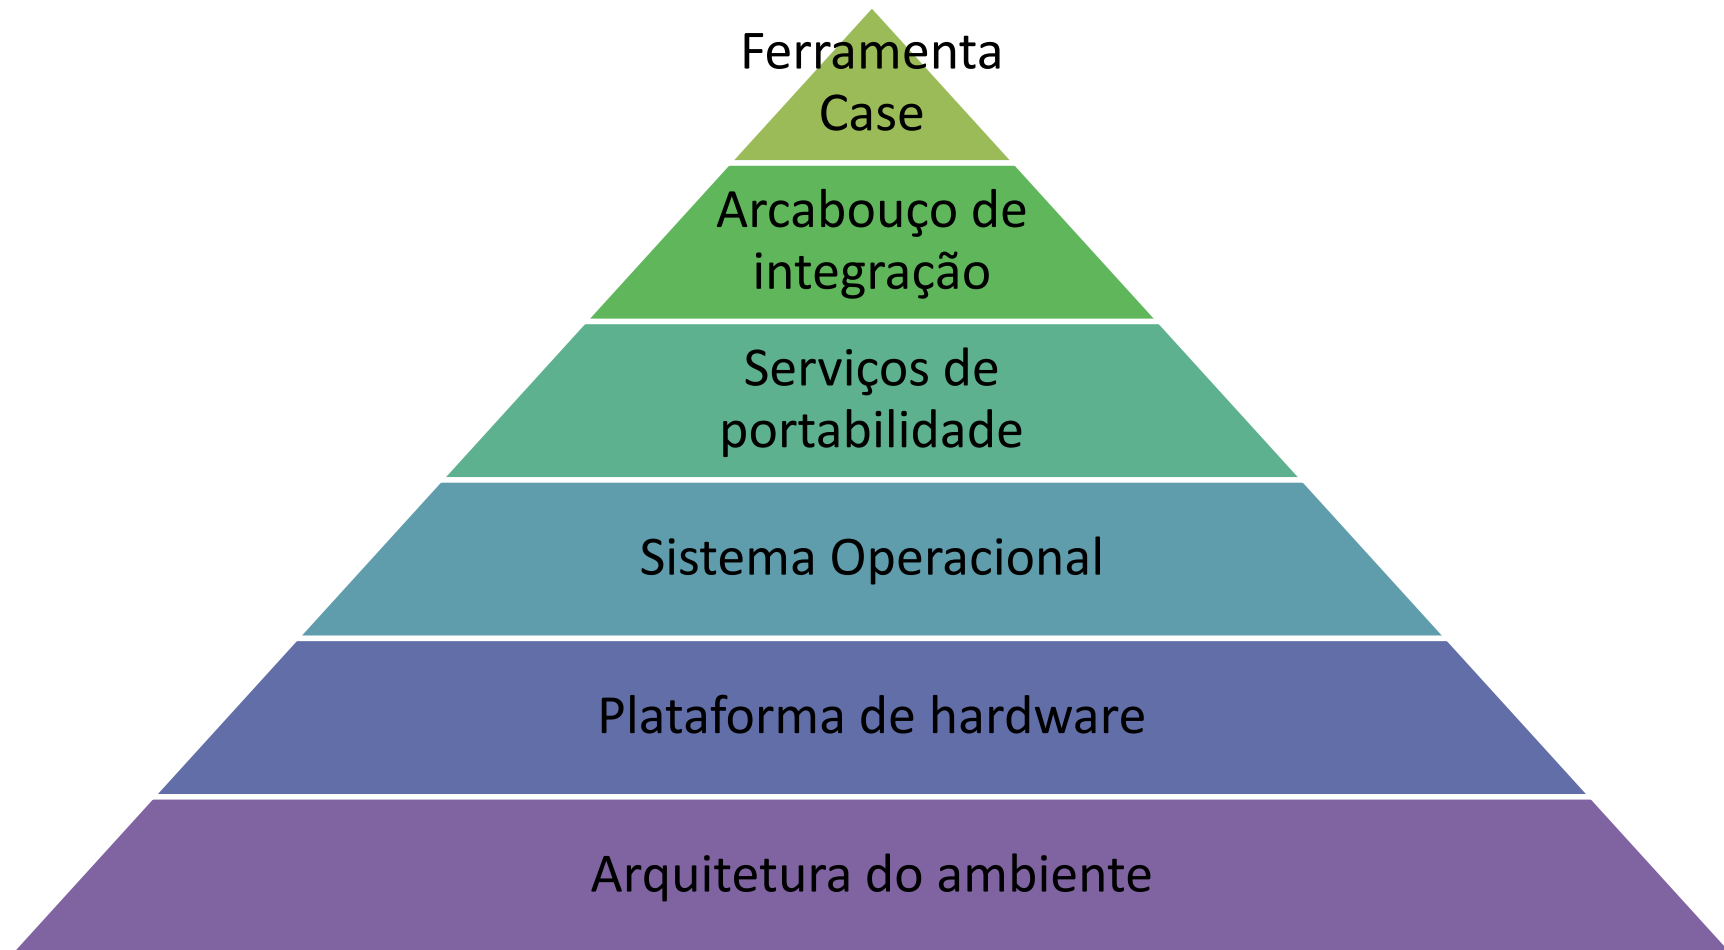 Ferramenta
Case
Arcabouço de
integração
Serviços de
portabilidade
Sistema Operacional
Plataforma de hardware
Arquitetura do ambiente